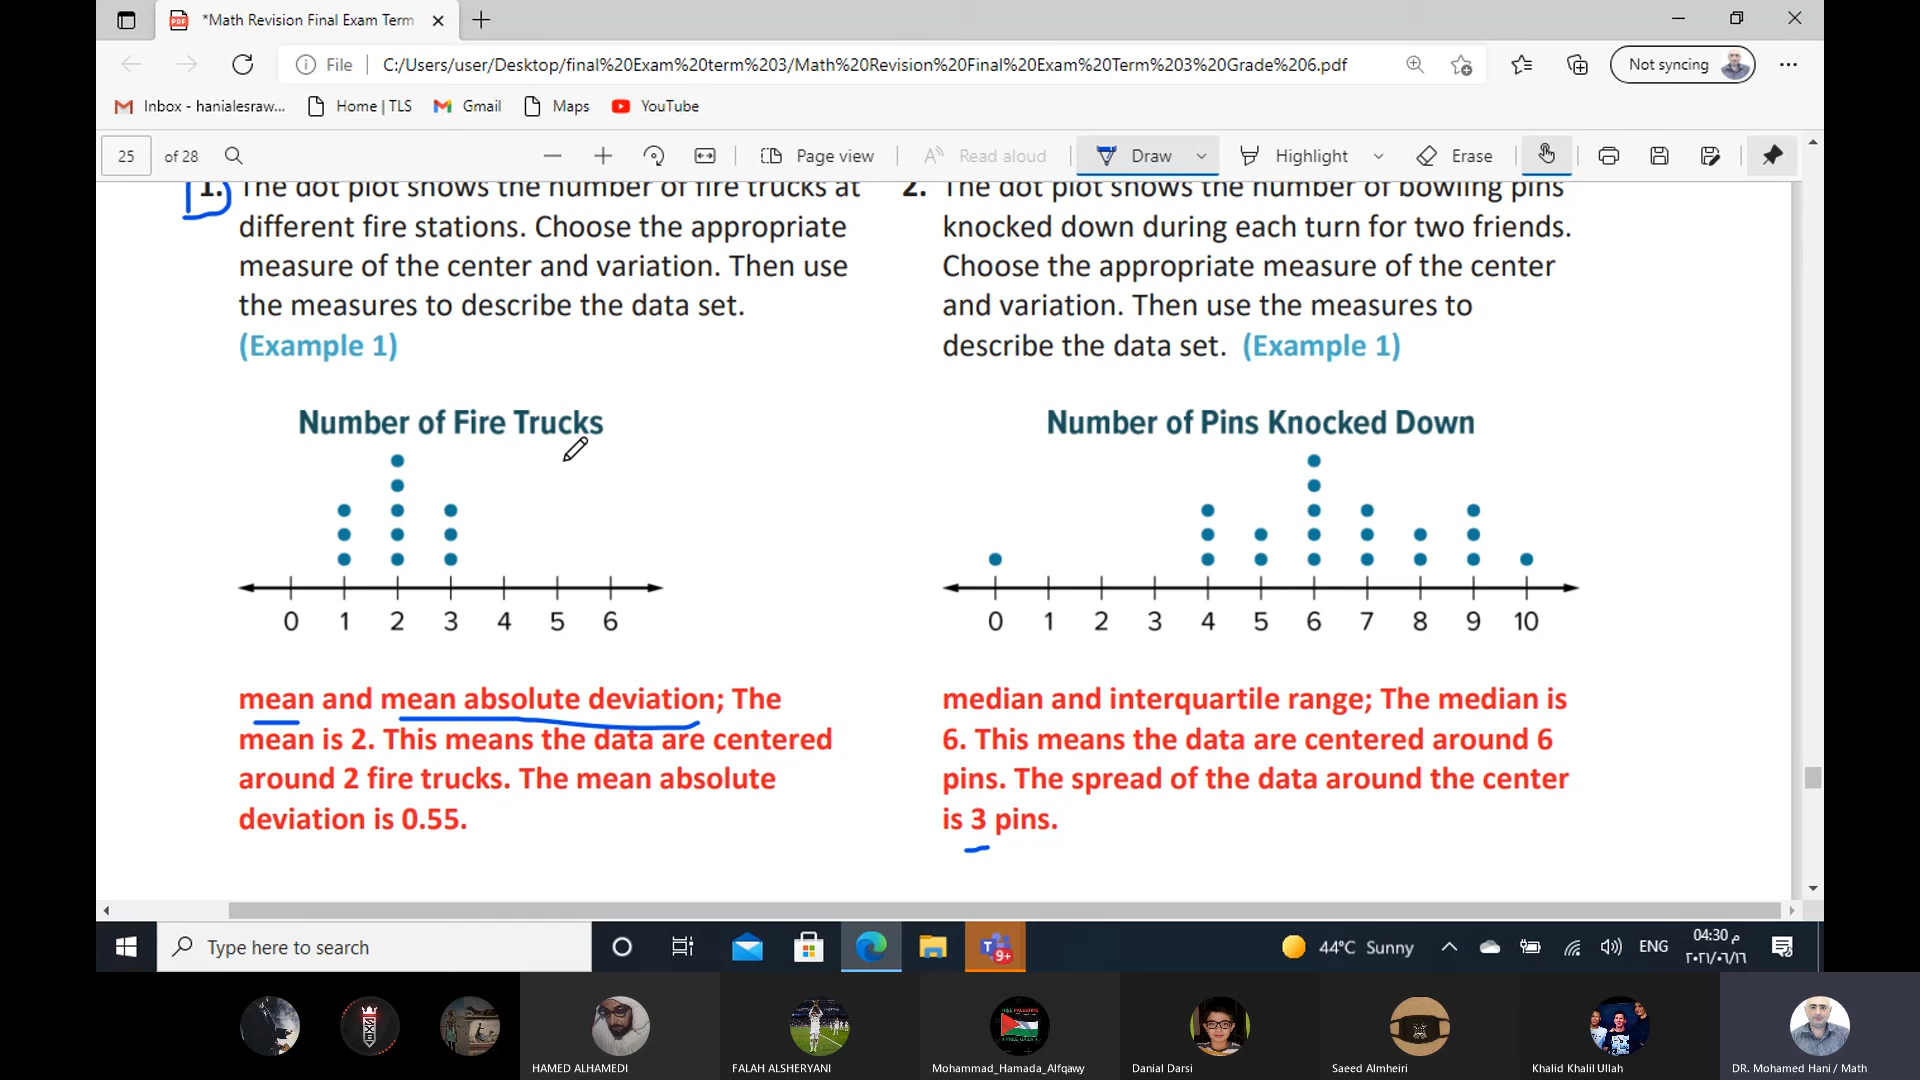 *Math Revision Final Exam Term
File
C:/Users/user/Desktop/final%20Exam%20term%203/Math%20Revision%20Final%20Exam%20Term%203%20Grade%206.pdf
Not syncing
Inbox - hanialesraw...
Home | TLS
Gmail
Maps
YouTube
25 of 28
Page view
Read aloud
Draw
Highlight
Erase
1. The dot plot shows the number of fire trucks at
different fire stations. Choose the appropriate
measure of the center and variation. Then use
the measures to describe the data set.
(Example 1)
Number of Fire Trucks
0 1 2 3 4 5 6
mean and mean absolute deviation; The
mean is 2. This means the data are centered
around 2 fire trucks. The mean absolute
deviation is 0.55.
2. The dot plot shows the number of bowling pins
knocked down during each turn for two friends.
Choose the appropriate measure of the center
and variation. Then use the measures to
describe the data set. (Example 1)
Number of Pins Knocked Down
0 1 2 3 4 5 6 7 8 9 10
median and interquartile range; The median is
6. This means the data are centered around 6
pins. The spread of the data around the center
is 3 pins.
Type here to search
9+
44°C Sunny
ENG
04:30 م
٢٠٢١/٠٦/١٦
HAMED ALHAMEDI
FALAH ALSHERYANI
Mohammad_Hamada_Alfqawy
Danial Darsi
Saeed Almheiri
Khalid Khalil Ullah
DR. Mohamed Hani / Math